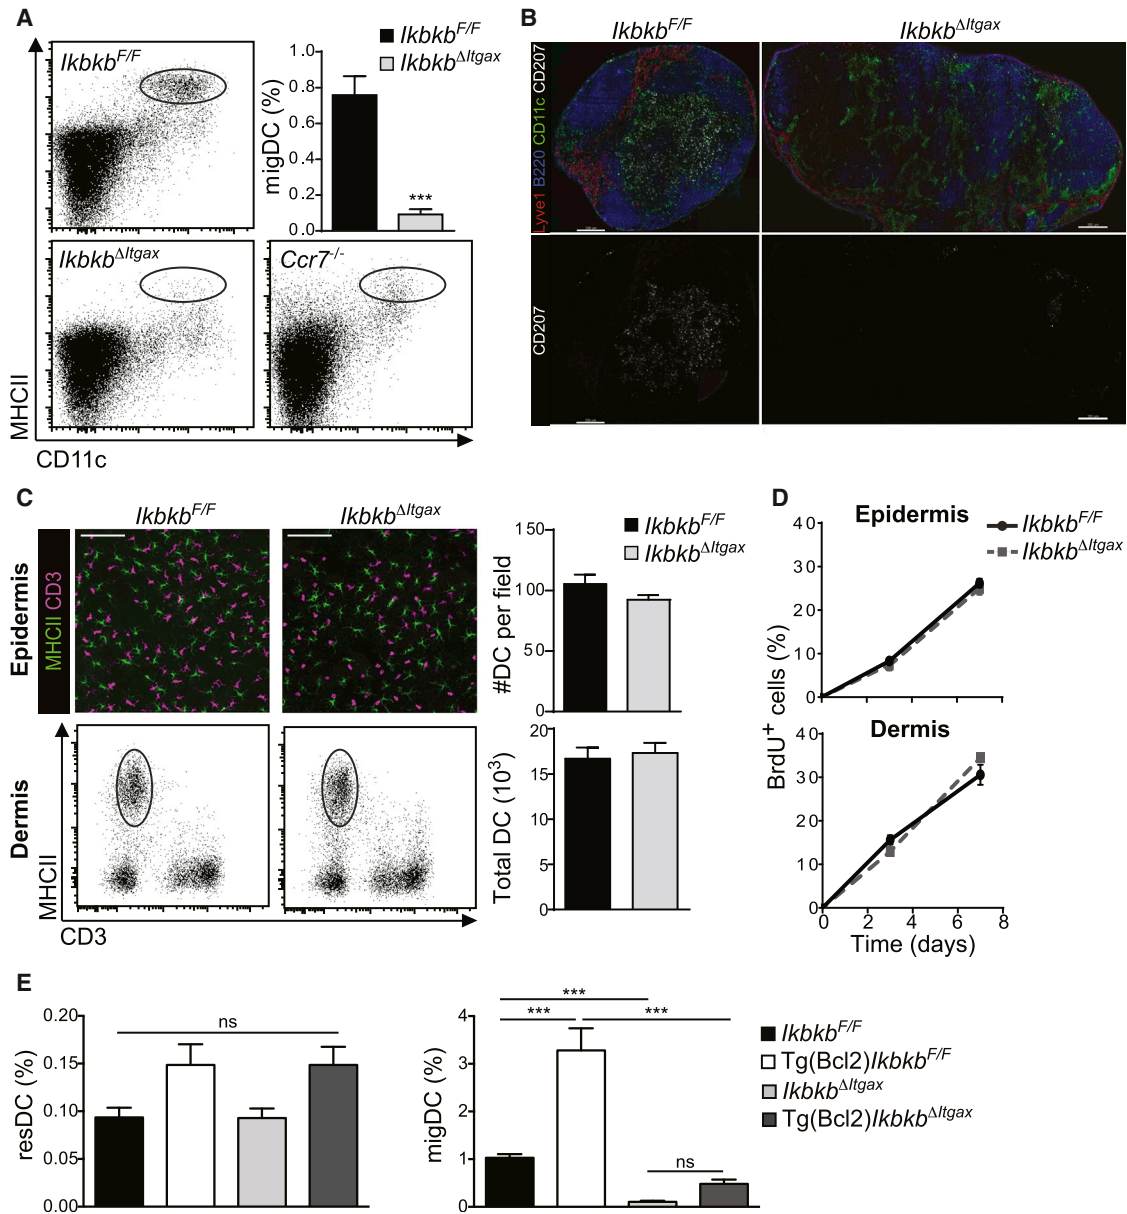 A
Ikbkb^F/F
Ikbkb^ΔItgax
Ccr7^-/-
MHCII
CD11c
migDC (%)
1.0
0.8
0.6
0.4
0.2
0.0
***
Ikbkb^F/F
Ikbkb^ΔItgax
B
Ikbkb^F/F
Ikbkb^ΔItgax
Lyve1 B220 CD11c CD207
CD207
C
Ikbkb^F/F
Ikbkb^ΔItgax
Epidermis
MHCII CD3
#DC per field
150
100
50
0
Ikbkb^F/F
Ikbkb^ΔItgax
Dermis
MHCII
CD3
Total DC (10^3)
20
15
10
5
0
D
Epidermis
Ikbkb^F/F
Ikbkb^ΔItgax
40
30
20
10
0
BrdU^+ cells (%)
Dermis
40
30
20
10
0
0 2 4 6 8
Time (days)
E
resDC (%)
0.20
0.15
0.10
0.05
0.00
ns
migDC (%)
4
3
2
1
0
***
*** ***
ns
Ikbkb^F/F
Tg(Bcl2)Ikbkb^F/F
Ikbkb^ΔItgax
Tg(Bcl2)Ikbkb^ΔItgax